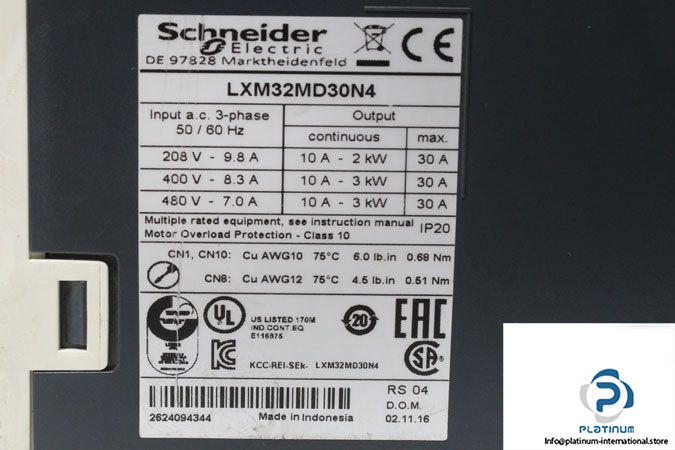 Schneider
Electric
DE 97828 Marktheidenfeld
CE
LXM32MD30N4
Input a.c. 3-phase
50 / 60 Hz
Output
continuous
max.
208 V - 9.8 A
10 A - 2 kW
30 A
400 V - 8.3 A
10 A - 3 kW
30 A
480 V - 7.0 A
10 A - 3 kW
30 A
Multiple rated equipment, see instruction manual
Motor Overload Protection - Class 10
IP20
CN1, CN10: Cu AWG10 75°C 6.0 lb.in 0.68 Nm
CN8: Cu AWG12 75°C 4.5 lb.in 0.51 Nm
UL
US LISTED 170M
IND.CONT.EQ
E116875
20
EAC
KCC-REI-SEk- LXM32MD30N4
SA
2624094344
Made in Indonesia
RS 04
D.O.M.
02.11.16
PLATINUM
info@platinum-international.store